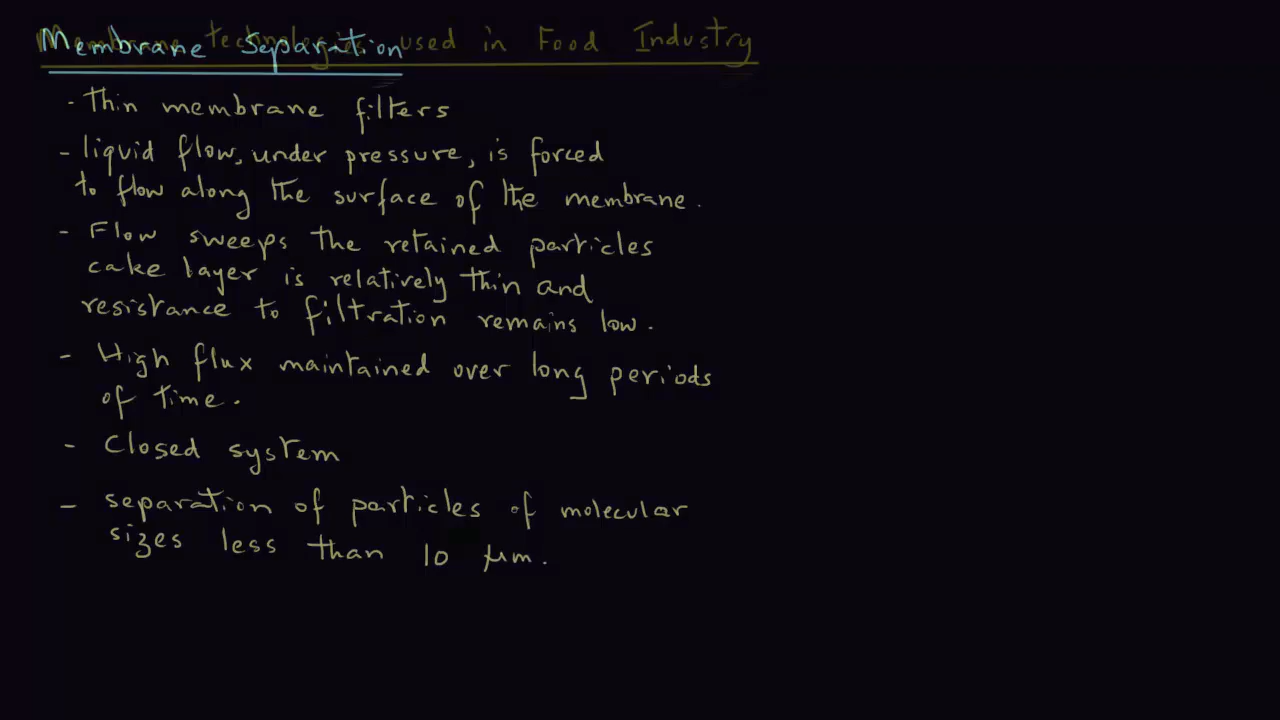 Membrane Separation
Membrane technologies used in Food Industry
· Thin membrane filters
- liquid flow, under pressure, is forced
to flow along the surface of the membrane.
- Flow sweeps the retained particles
cake layer is relatively thin and
resistance to filtration remains low.
- High flux maintained over long periods
of time.
- Closed system
- separation of particles of molecular
sizes less than 10 μm.